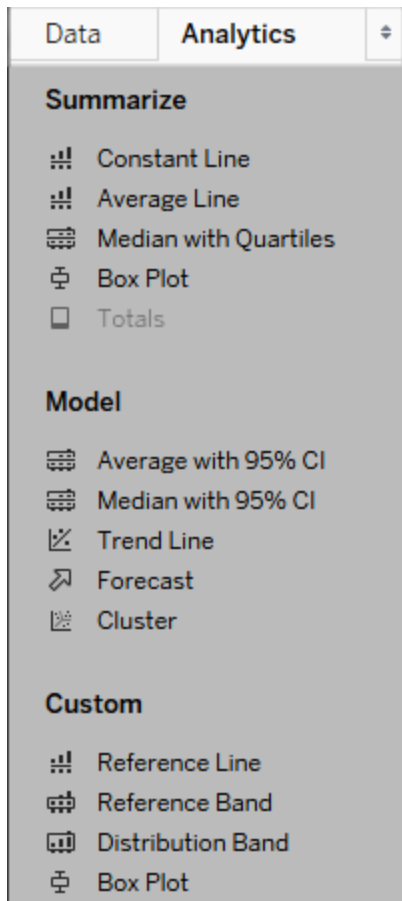 Data Analytics
Summarize
Constant Line
Average Line
Median with Quartiles
Box Plot
Totals
Model
Average with 95% CI
Median with 95% CI
Trend Line
Forecast
Cluster
Custom
Reference Line
Reference Band
Distribution Band
Box Plot